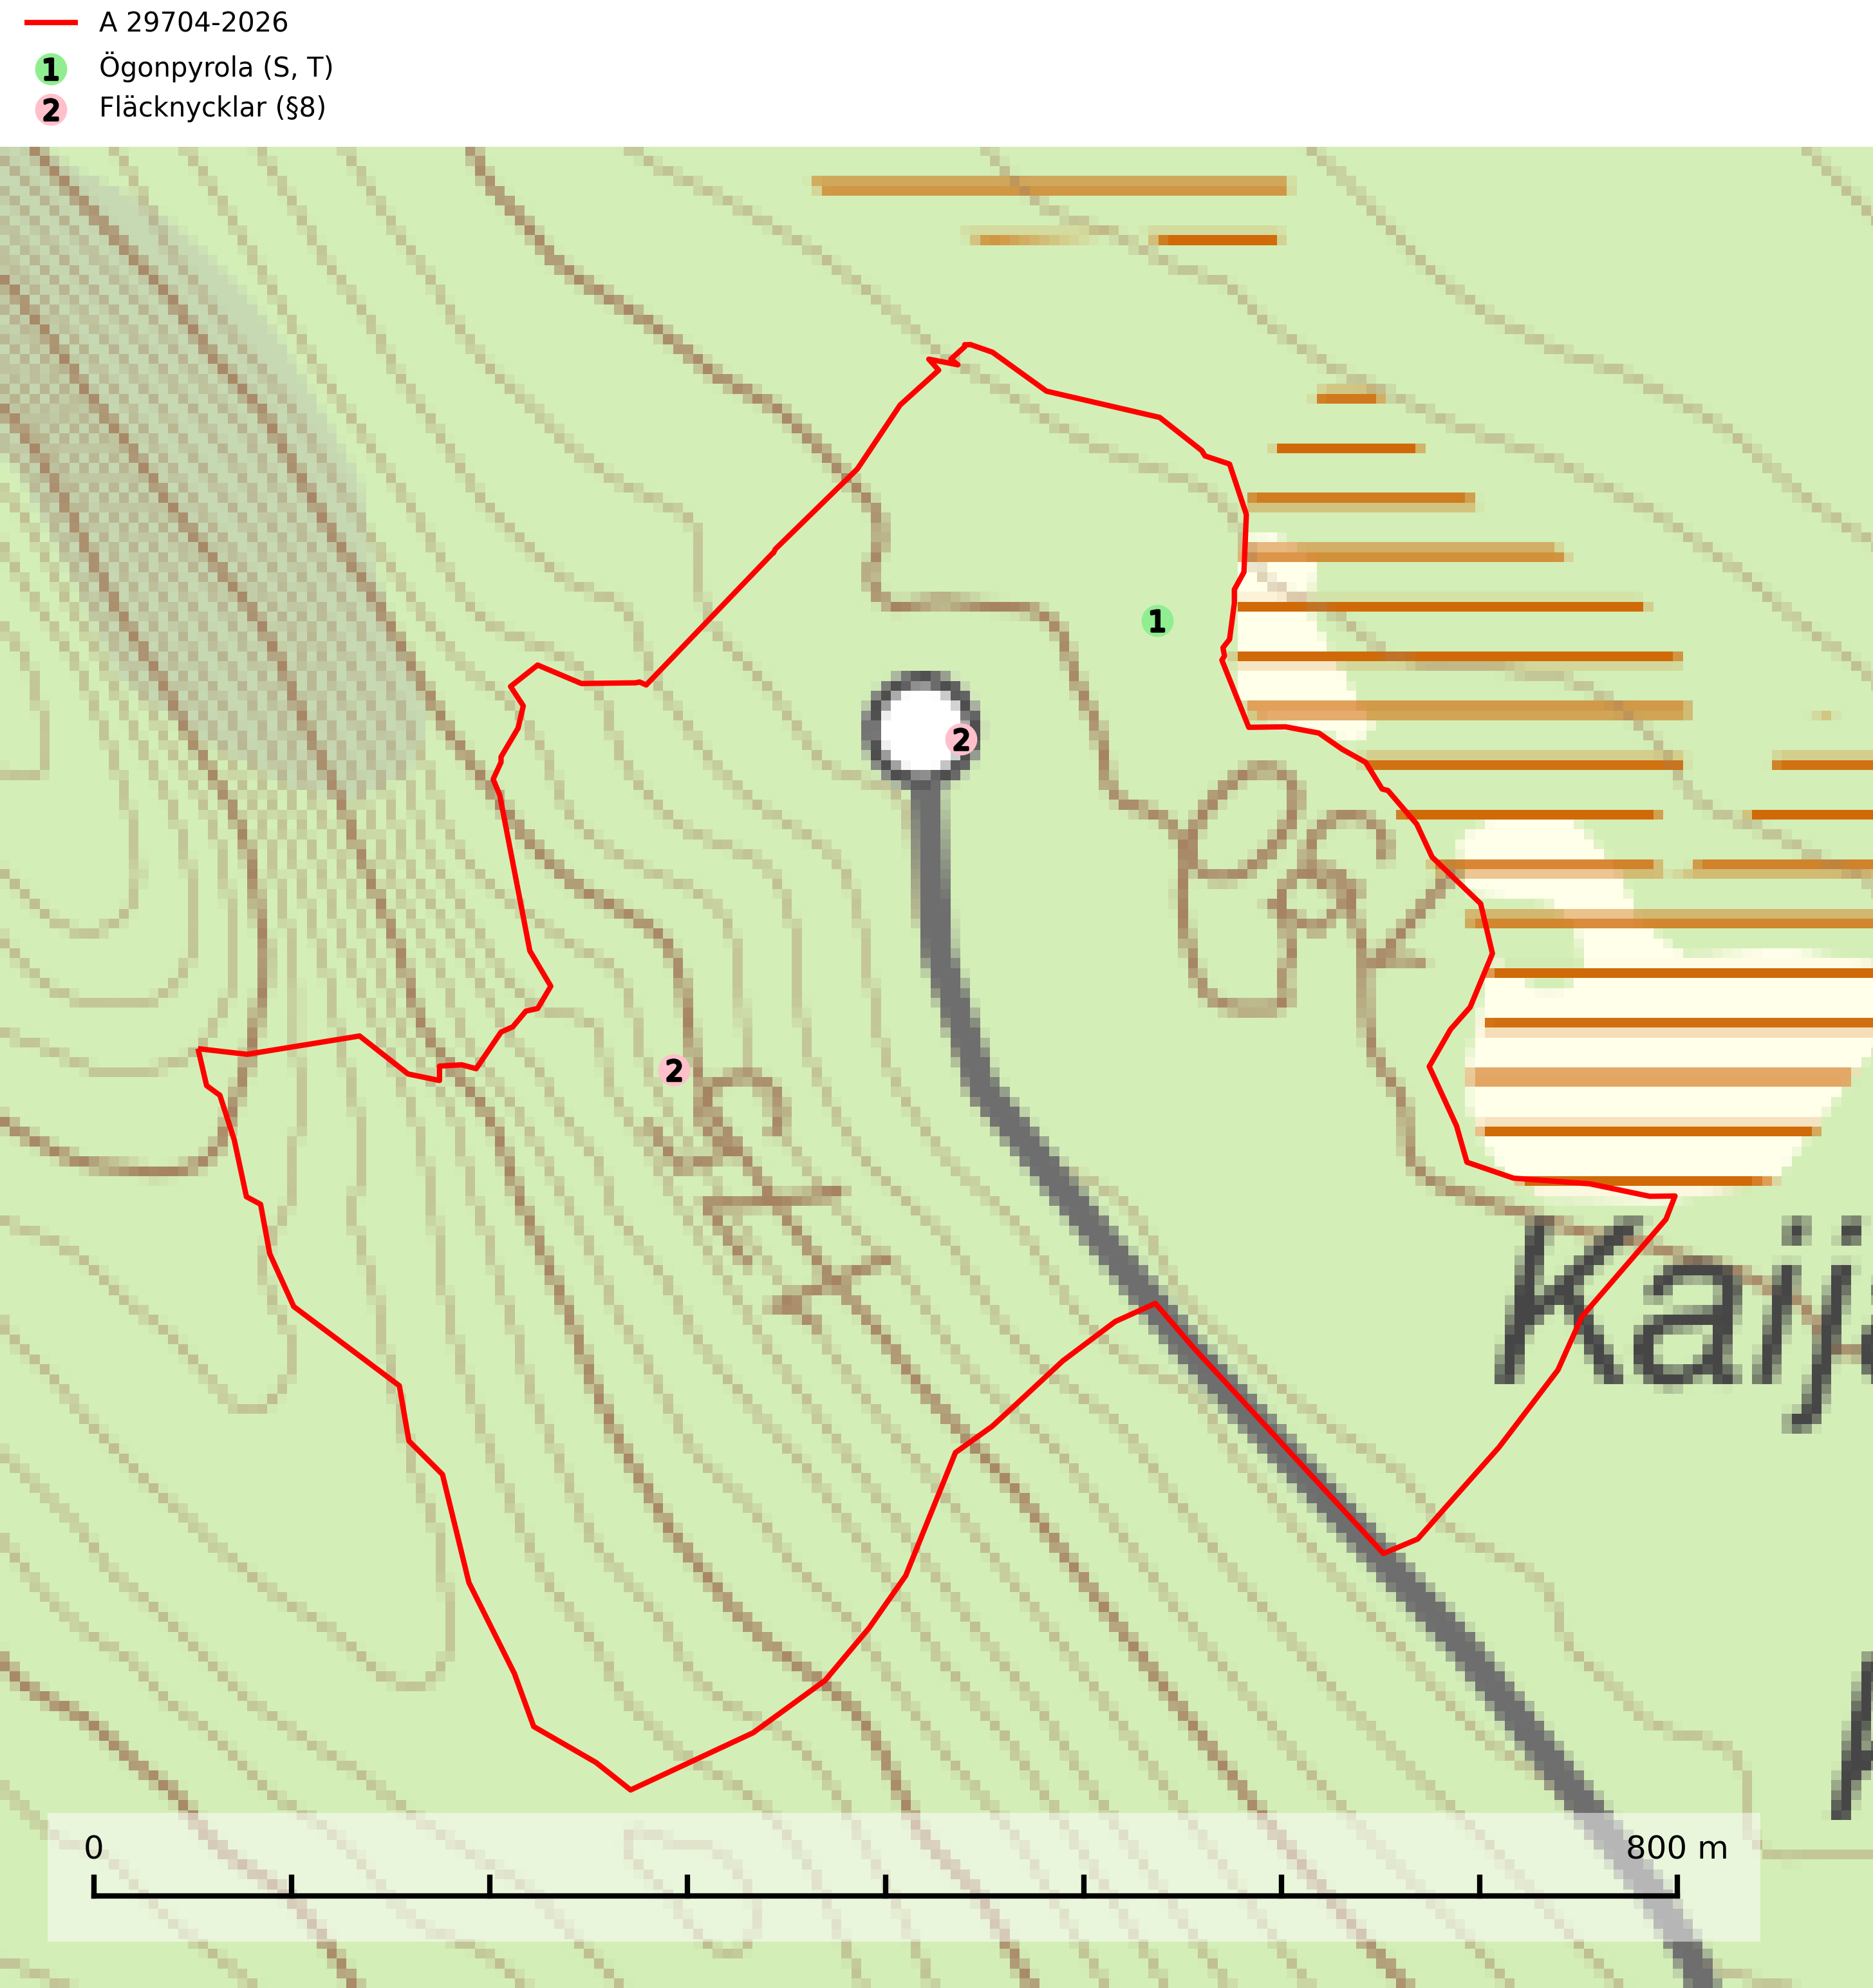 A 29704-2026
1 Ögonpyrola (S, T)
2 Fläcknycklar (§8)
1
2
2
Kaij
0 800 m